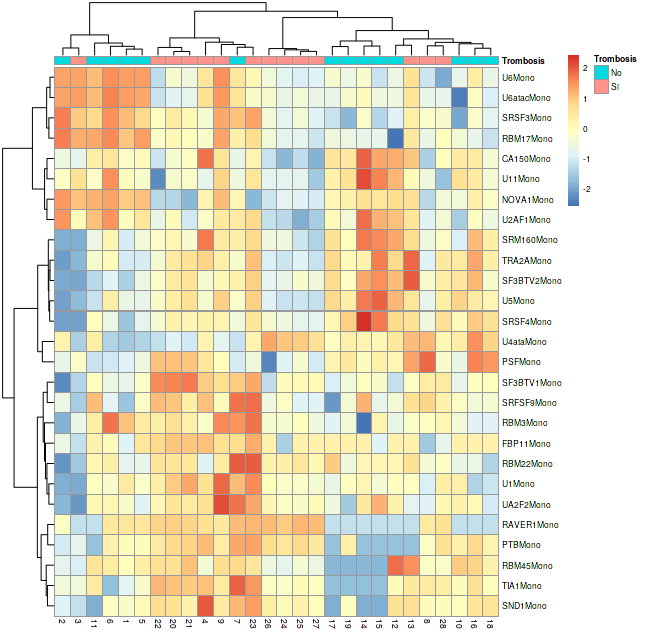 Trombosis
U6Mono
U6atacMono
SRSF3Mono
RBM17Mono
CA150Mono
U11Mono
NOVA1Mono
U2AF1Mono
SRM160Mono
TRA2AMono
SF3BTV2Mono
U5Mono
SRSF4Mono
U4ataMono
PSFMono
SF3BTV1Mono
SRFSF9Mono
RBM3Mono
FBP11Mono
RBM22Mono
U1Mono
UA2F2Mono
RAVER1Mono
PTBMono
RBM45Mono
TIA1Mono
SND1Mono
2 3 11 6 1 5 22 20 21 4 9 7 23 26 24 25 27 17 19 14 15 12 13 8 28 10 16 18
2
1
0
-1
-2
Trombosis
No
SI